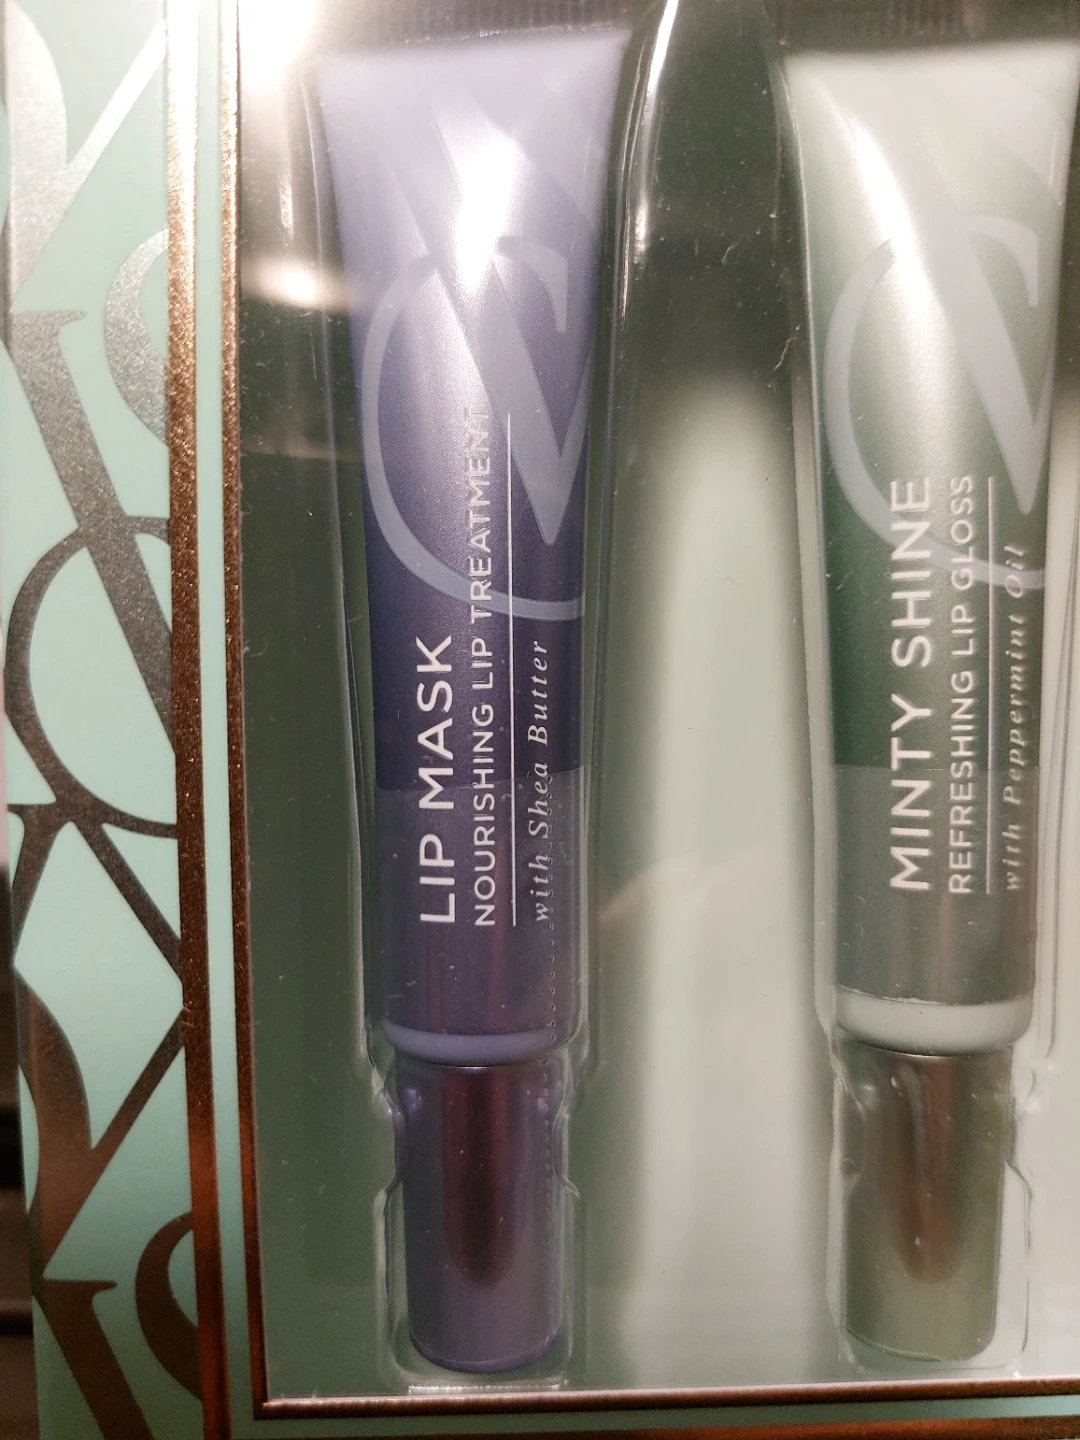 LIP MASK
NOURISHING LIP TREATMENT
with Shea Butter
MINTY SHINE
REFRESHING LIP GLOSS
with Peppermint Oil